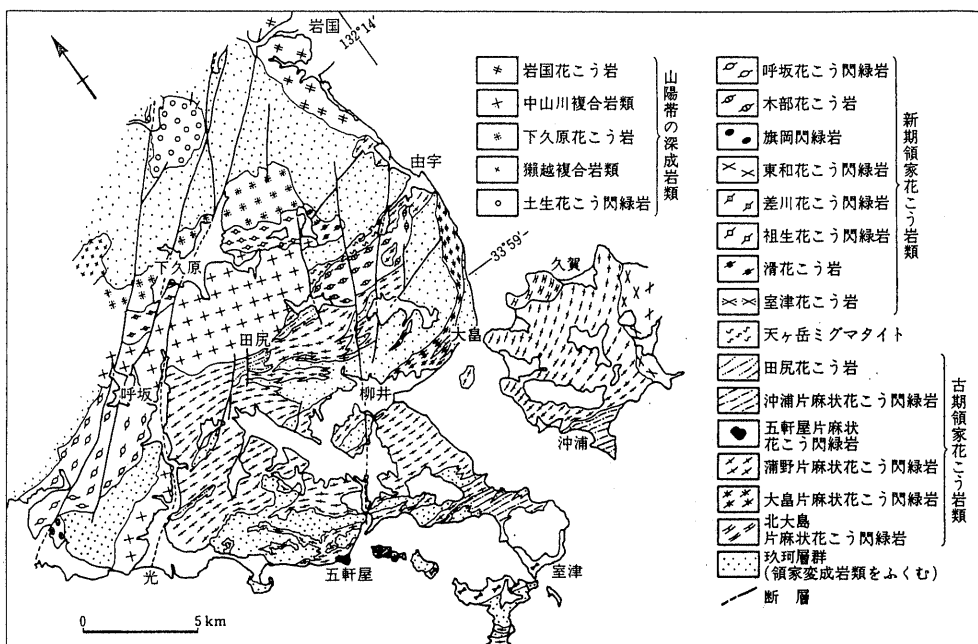 岩国
132°14′
由宇
33°59′
久賀
下久原
田尻
大畠
呼坂
柳井
沖浦
光
五軒屋
室津
0 5 km
岩国花こう岩
中山川複合岩類
下久原花こう岩
獺越複合岩類
土生花こう閃緑岩
山陽帯の深成岩類
呼坂花こう閃緑岩
木部花こう岩
旗岡閃緑岩
東和花こう閃緑岩
差川花こう閃緑岩
祖生花こう閃緑岩
滑花こう岩
室津花こう岩
新期領家花こう岩類
天ヶ岳ミグマタイト
田尻花こう岩
沖浦片麻状花こう閃緑岩
五軒屋片麻状
花こう閃緑岩
蒲野片麻状花こう閃緑岩
大畠片麻状花こう閃緑岩
北大島
片麻状花こう閃緑岩
古期領家花こう岩類
玖珂層群
(領家変成岩類をふくむ)
断層